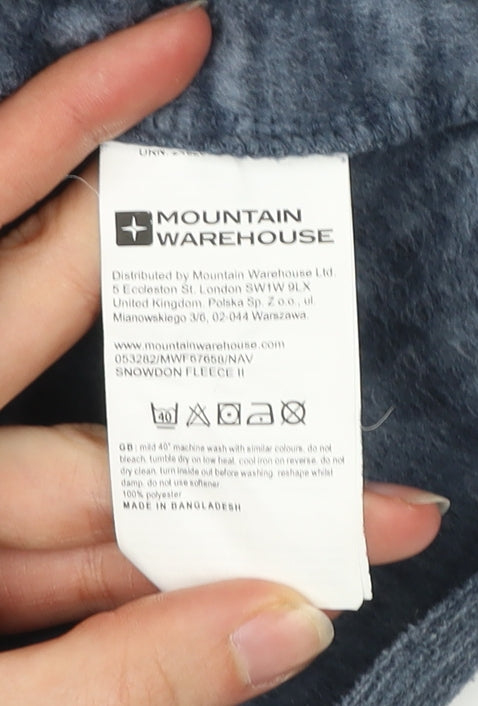 MOUNTAIN
WAREHOUSE
Distributed by Mountain Warehouse Ltd.
5 Eccleston St. London SW1W 9LX
United Kingdom. Polska Sp. Z o.o., ul.
Mianowskiego 3/6, 02-044 Warszawa.
www.mountainwarehouse.com
053282/MWF67658/NAV
SNOWDON FLEECE II
40
GB: mild 40° machine wash with similar colours. do not
bleach, tumble dry on low heat. cool iron on reverse. do not
dry clean, turn inside out before washing. reshape whilst
damp. do not use softener
100% polyester
MADE IN BANGLADESH